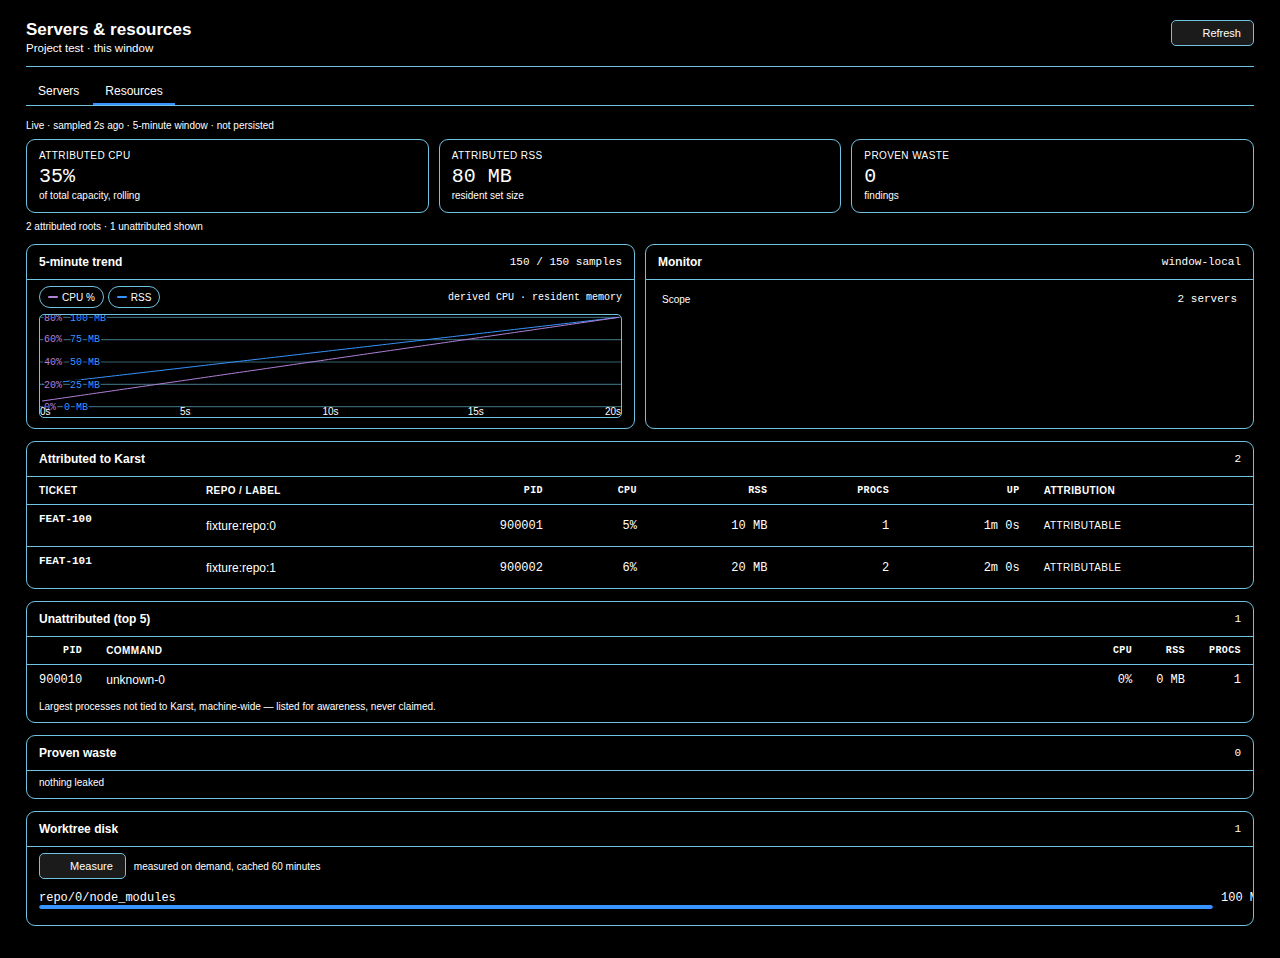 Servers & resources
Project test · this window
Refresh
Servers
Resources
Live · sampled 2s ago · 5-minute window · not persisted
ATTRIBUTED CPU
35%
of total capacity, rolling
ATTRIBUTED RSS
80 MB
resident set size
PROVEN WASTE
0
findings
2 attributed roots · 1 unattributed shown
5-minute trend
150 / 150 samples
CPU %
RSS
derived CPU · resident memory
80% 100 MB
60% 75 MB
40% 50 MB
20% 25 MB
0% 0 MB
0s 5s 10s 15s 20s
Monitor
window-local
Scope
2 servers
Attributed to Karst
2
TICKET REPO / LABEL PID CPU RSS PROCS UP ATTRIBUTION
FEAT-100 fixture:repo:0 900001 5% 10 MB 1 1m 0s ATTRIBUTABLE
FEAT-101 fixture:repo:1 900002 6% 20 MB 2 2m 0s ATTRIBUTABLE
Unattributed (top 5)
1
PID COMMAND CPU RSS PROCS
900010 unknown-0 0% 0 MB 1
Largest processes not tied to Karst, machine-wide — listed for awareness, never claimed.
Proven waste
0
nothing leaked
Worktree disk
1
Measure
measured on demand, cached 60 minutes
repo/0/node_modules
100